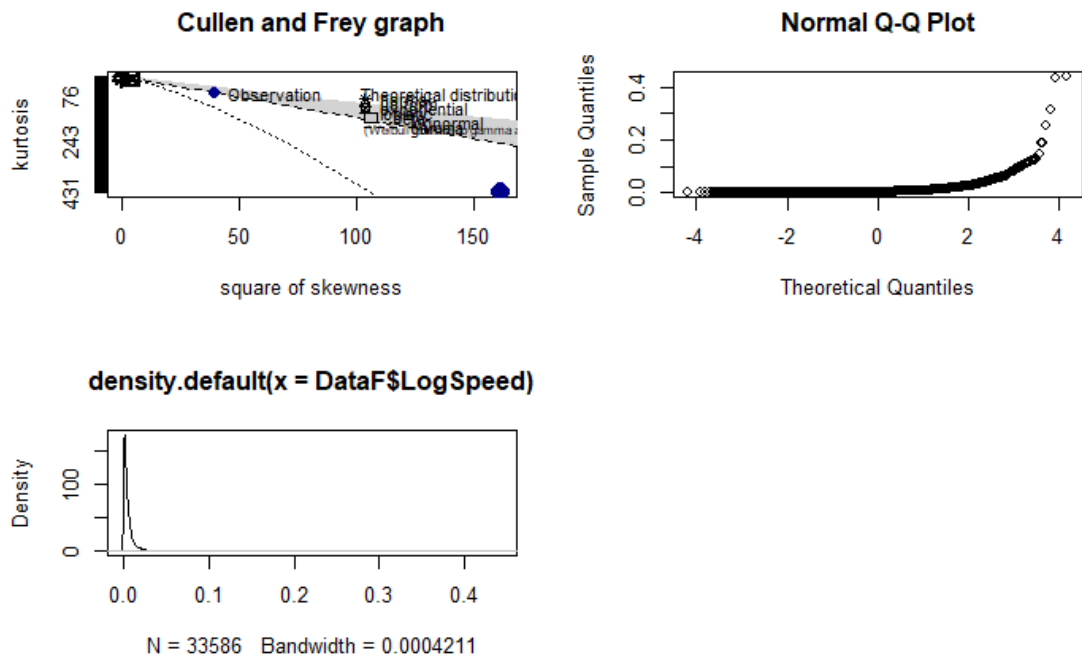 Cullen and Frey graph
kurtosis
76
243
431
Observation
Theoretical distributio
0 50 100 150
square of skewness
Normal Q-Q Plot
Sample Quantiles
0.4
0.2
0.0
-4 -2 0 2 4
Theoretical Quantiles
density.default(x = DataF$LogSpeed)
Density
100
0
0.0 0.1 0.2 0.3 0.4
N = 33586 Bandwidth = 0.0004211